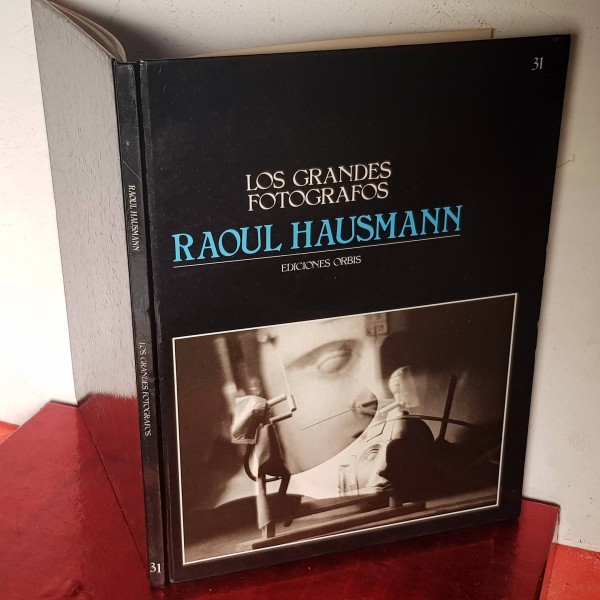 31
LOS GRANDES
FOTOGRAFOS
RAOUL HAUSMANN
EDICIONES ORBIS
RAOUL HAUSMANN
LOS GRANDES FOTOGRAFOS
31